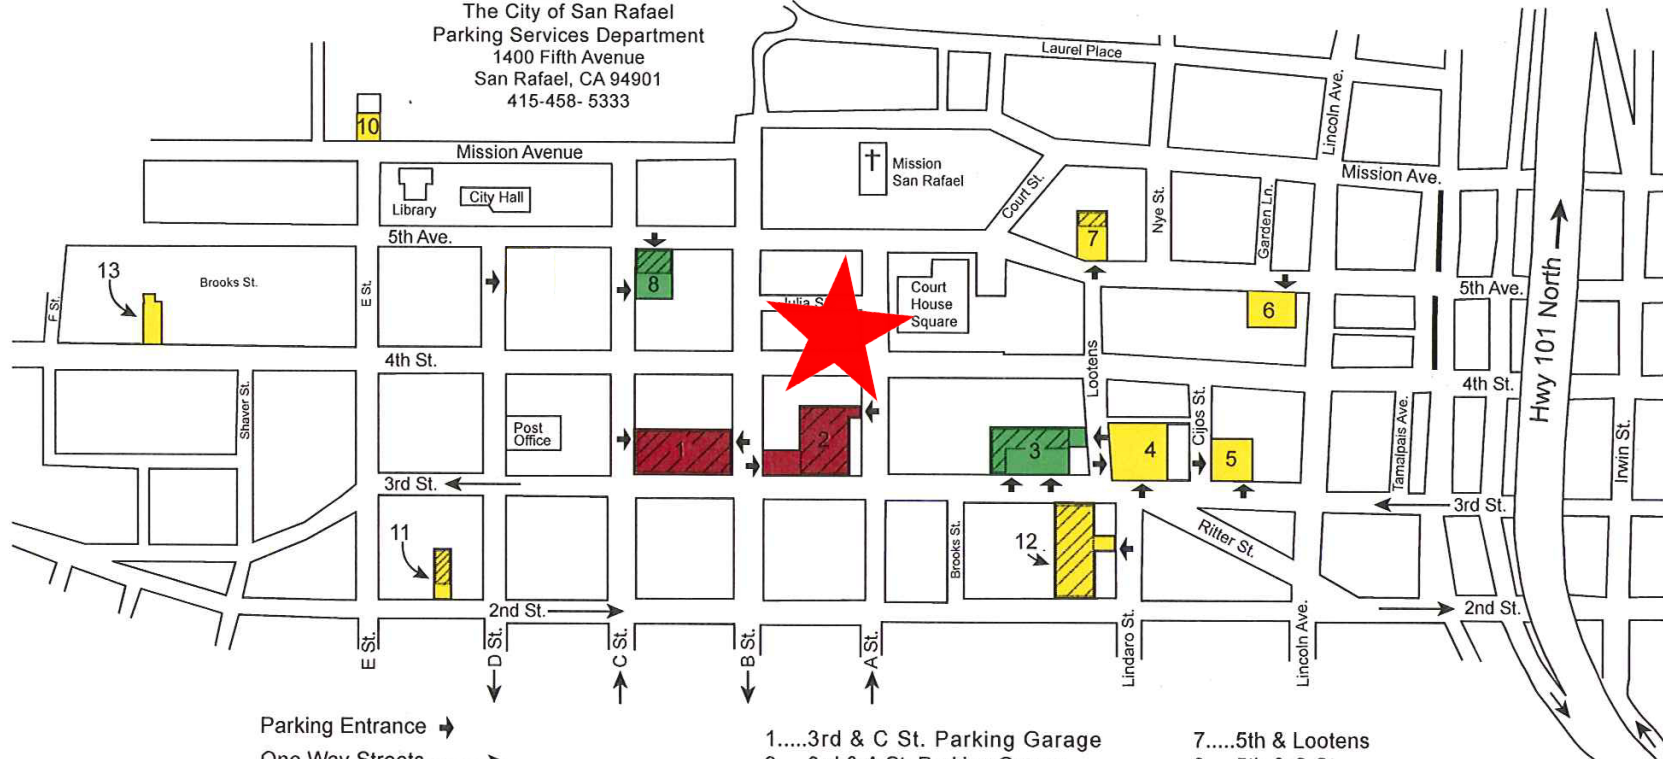 The City of San Rafael
Parking Services Department
1400 Fifth Avenue
San Rafael, CA 94901
415-458- 5333
Laurel Place
Lincoln Ave.
10
Mission Avenue
Mission
San Rafael
Court St.
Mission Ave.
Library
City Hall
5th Ave.
7
Nye St.
Garden Ln.
13
Brooks St.
F St.
E St.
8
Court
House
Square
6
5th Ave.
Hwy 101 North
4th St.
Lootens
4th St.
Shaver St.
Post
Office
1
2
3
4
Cijos St.
5
Tamalpais Ave.
Irwin St.
3rd St.
3rd St.
11
Brooks St.
12
Ritter St.
2nd St.
2nd St.
E St.
D St.
C St.
B St.
A St.
Lindaro St.
Lincoln Ave.
Parking Entrance
One Way Streets
1.....3rd & C St. Parking Garage
7.....5th & Lootens